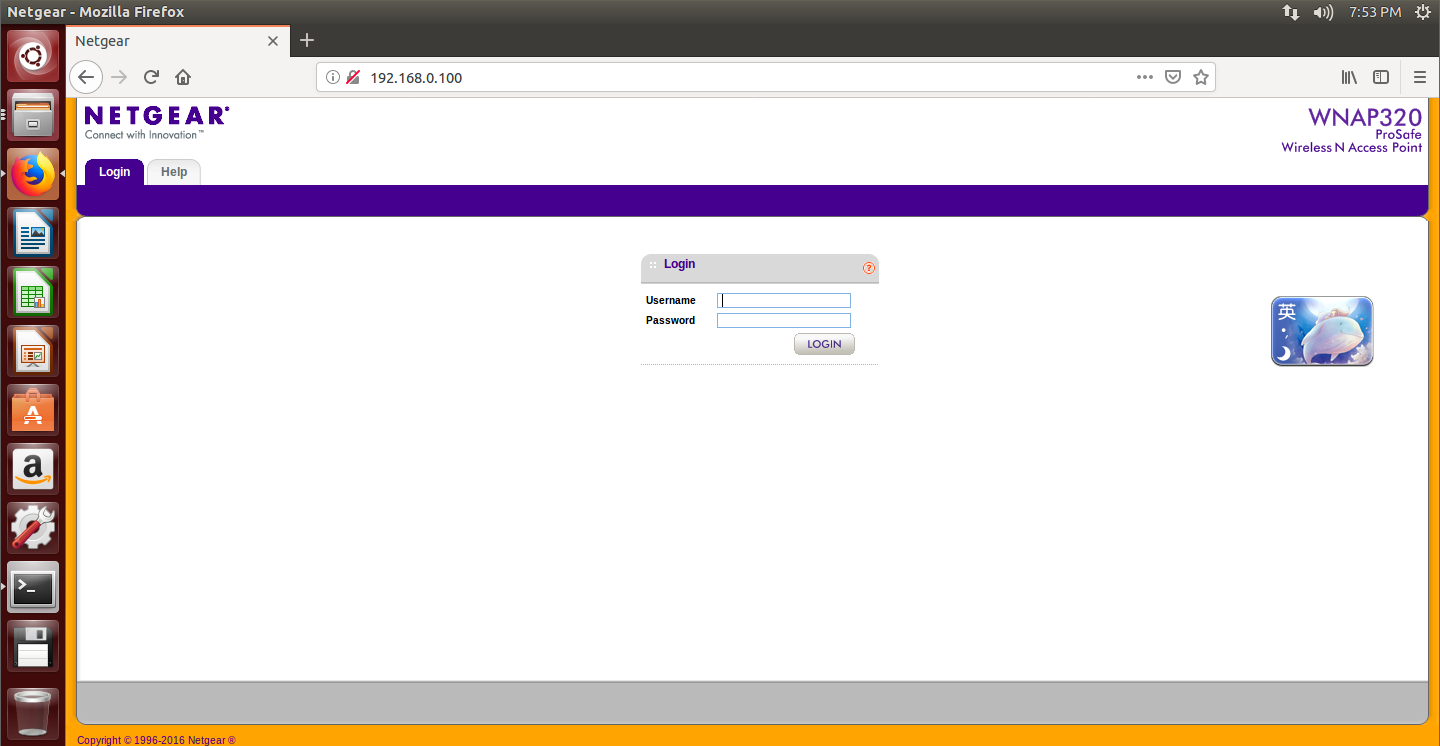 Netgear - Mozilla Firefox
7:53 PM
Netgear
192.168.0.100
NETGEAR®
Connect with Innovation™
WNAP320
ProSafe
Wireless N Access Point
Login
Help
Login
?
英
Username
Password
LOGIN
Copyright © 1996-2016 Netgear ®